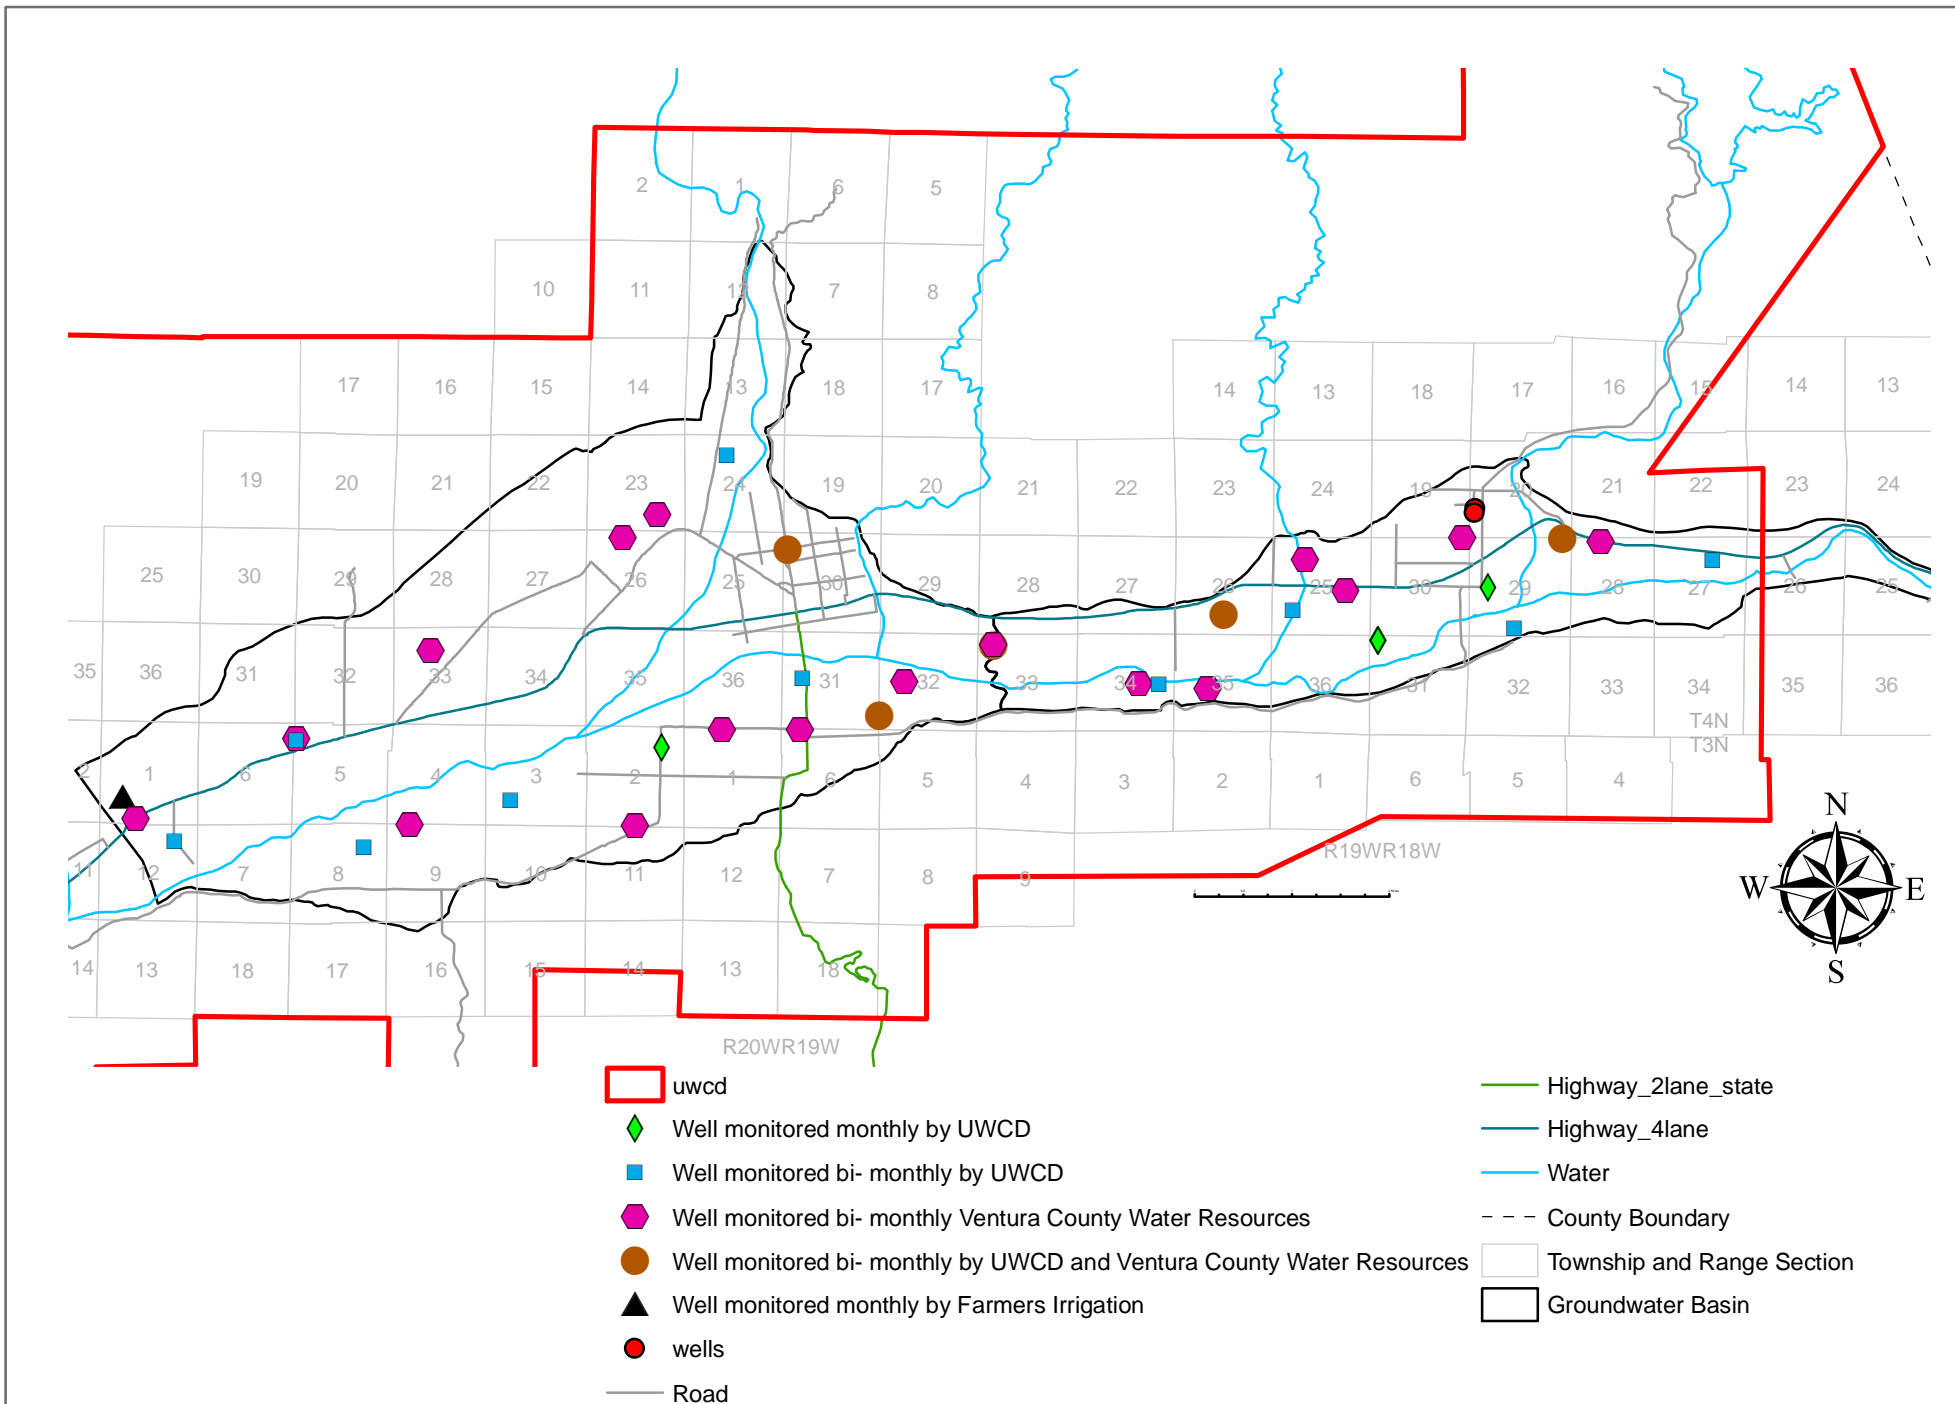 2 1 6 5
10 11 12 7 8
17 16 15 14 13 18 17 14 13 18 17 16 15 14 13
19 20 21 22 23 24 19 20 21 22 23 24 19 20 21 22 23 24
25 30 29 28 27 26 25 30 29 28 27 26 25 30 29 28 27 26 25
35 36 31 32 33 34 35 36 31 32 33 34 35 36 31 32 33 34 35 36
T4N
T3N
2 1 6 5 4 3 2 1 6 5 4 3 2 1 6 5 4
R19WR18W
11 12 7 8 9 10 11 12 7 8 9
14 13 18 17 16 15 14 13 18
R20WR19W
N
W E
S
uwcd
Well monitored monthly by UWCD
Well monitored bi- monthly by UWCD
Well monitored bi- monthly Ventura County Water Resources
Well monitored bi- monthly by UWCD and Ventura County Water Resources
Well monitored monthly by Farmers Irrigation
wells
Road
Highway_2lane_state
Highway_4lane
Water
County Boundary
Township and Range Section
Groundwater Basin